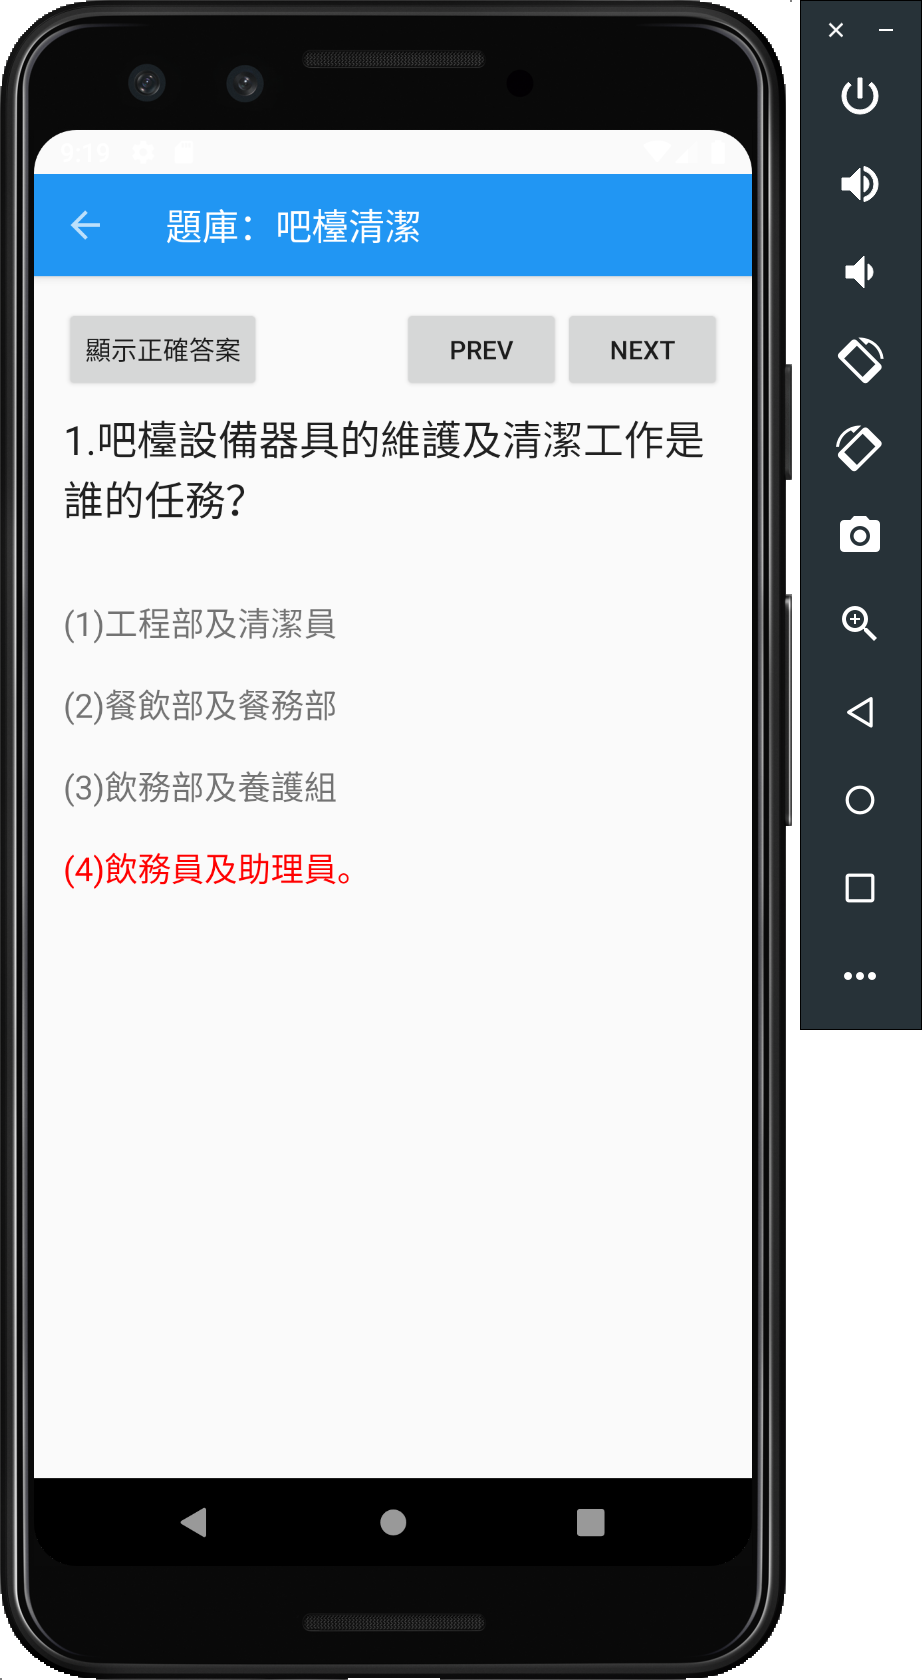 9:19
題庫：吧檯清潔
顯示正確答案
PREV
NEXT
1.吧檯設備器具的維護及清潔工作是
誰的任務？
(1)工程部及清潔員
(2)餐飲部及餐務部
(3)飲務部及養護組
(4)飲務員及助理員。